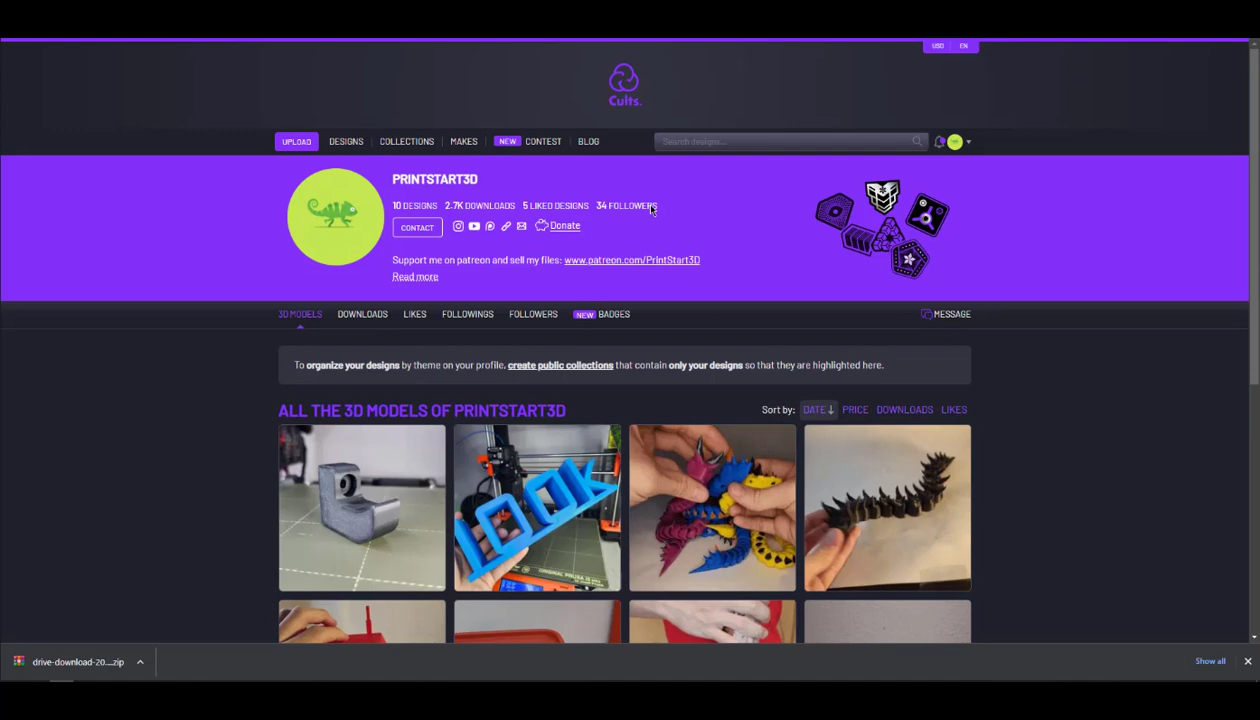 USD EN
Cults.
UPLOAD DESIGNS COLLECTIONS MAKES NEW CONTEST BLOG Search designs...
PRINTSTART3D
10 DESIGNS 2.7K DOWNLOADS 5 LIKED DESIGNS 34 FOLLOWERS
CONTACT Donate
Support me on patreon and sell my files: www.patreon.com/PrintStart3D
Read more
3D MODELS DOWNLOADS LIKES FOLLOWINGS FOLLOWERS NEW BADGES MESSAGE
To organize your designs by theme on your profile, create public collections that contain only your designs so that they are highlighted here.
ALL THE 3D MODELS OF PRINTSTART3D Sort by: DATE↓ PRICE DOWNLOADS LIKES
drive-download-20....zip Show all